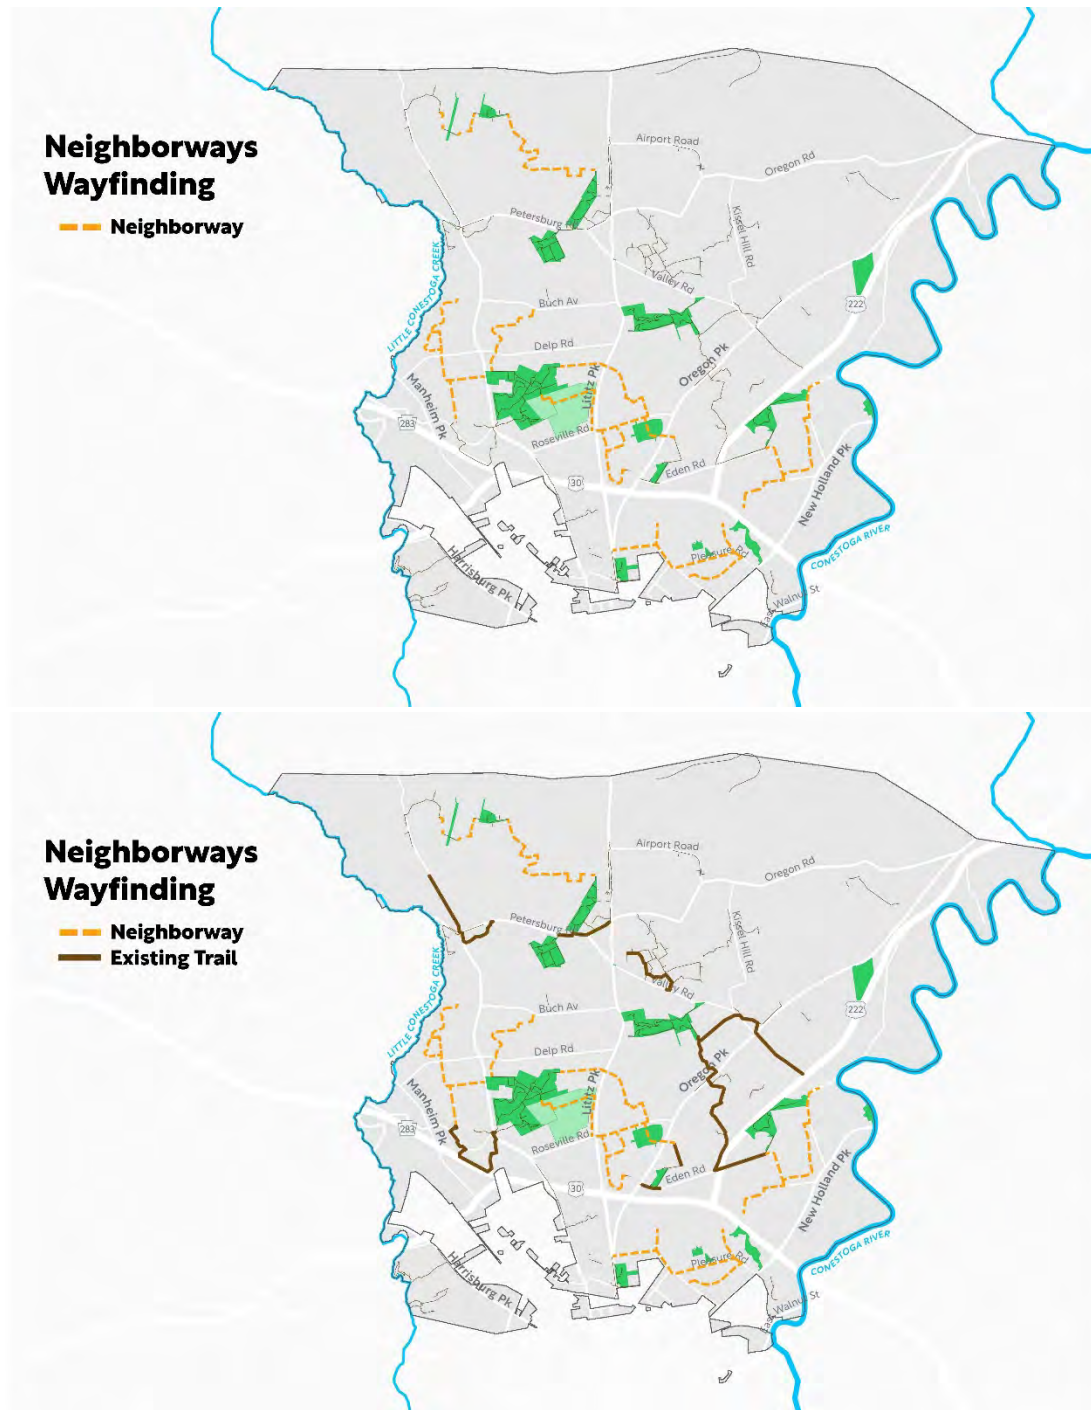 Neighborways
Wayfinding
Neighborway
Airport Road
Oregon Rd
Petersburg
Kissel Hill Rd
Valley Rd
LITTLE CONESTOGA CREEK
Buch Av
222
Delp Rd
Oregon Pk
Manheim Pk
Lititz Pk
283
Roseville Rd
Eden Rd
30
New Holland Pk
Harrisburg Pk
Pleasure Rd
CONESTOGA RIVER
East Walnut St
Neighborways
Wayfinding
Neighborway
Existing Trail
Airport Road
Oregon Rd
Petersburg
Kissel Hill Rd
Valley Rd
LITTLE CONESTOGA CREEK
Buch Av
222
Delp Rd
Oregon Pk
Manheim Pk
Lititz Pk
283
Roseville Rd
Eden Rd
30
New Holland Pk
Harrisburg Pk
Pleasure Rd
CONESTOGA RIVER
East Walnut St